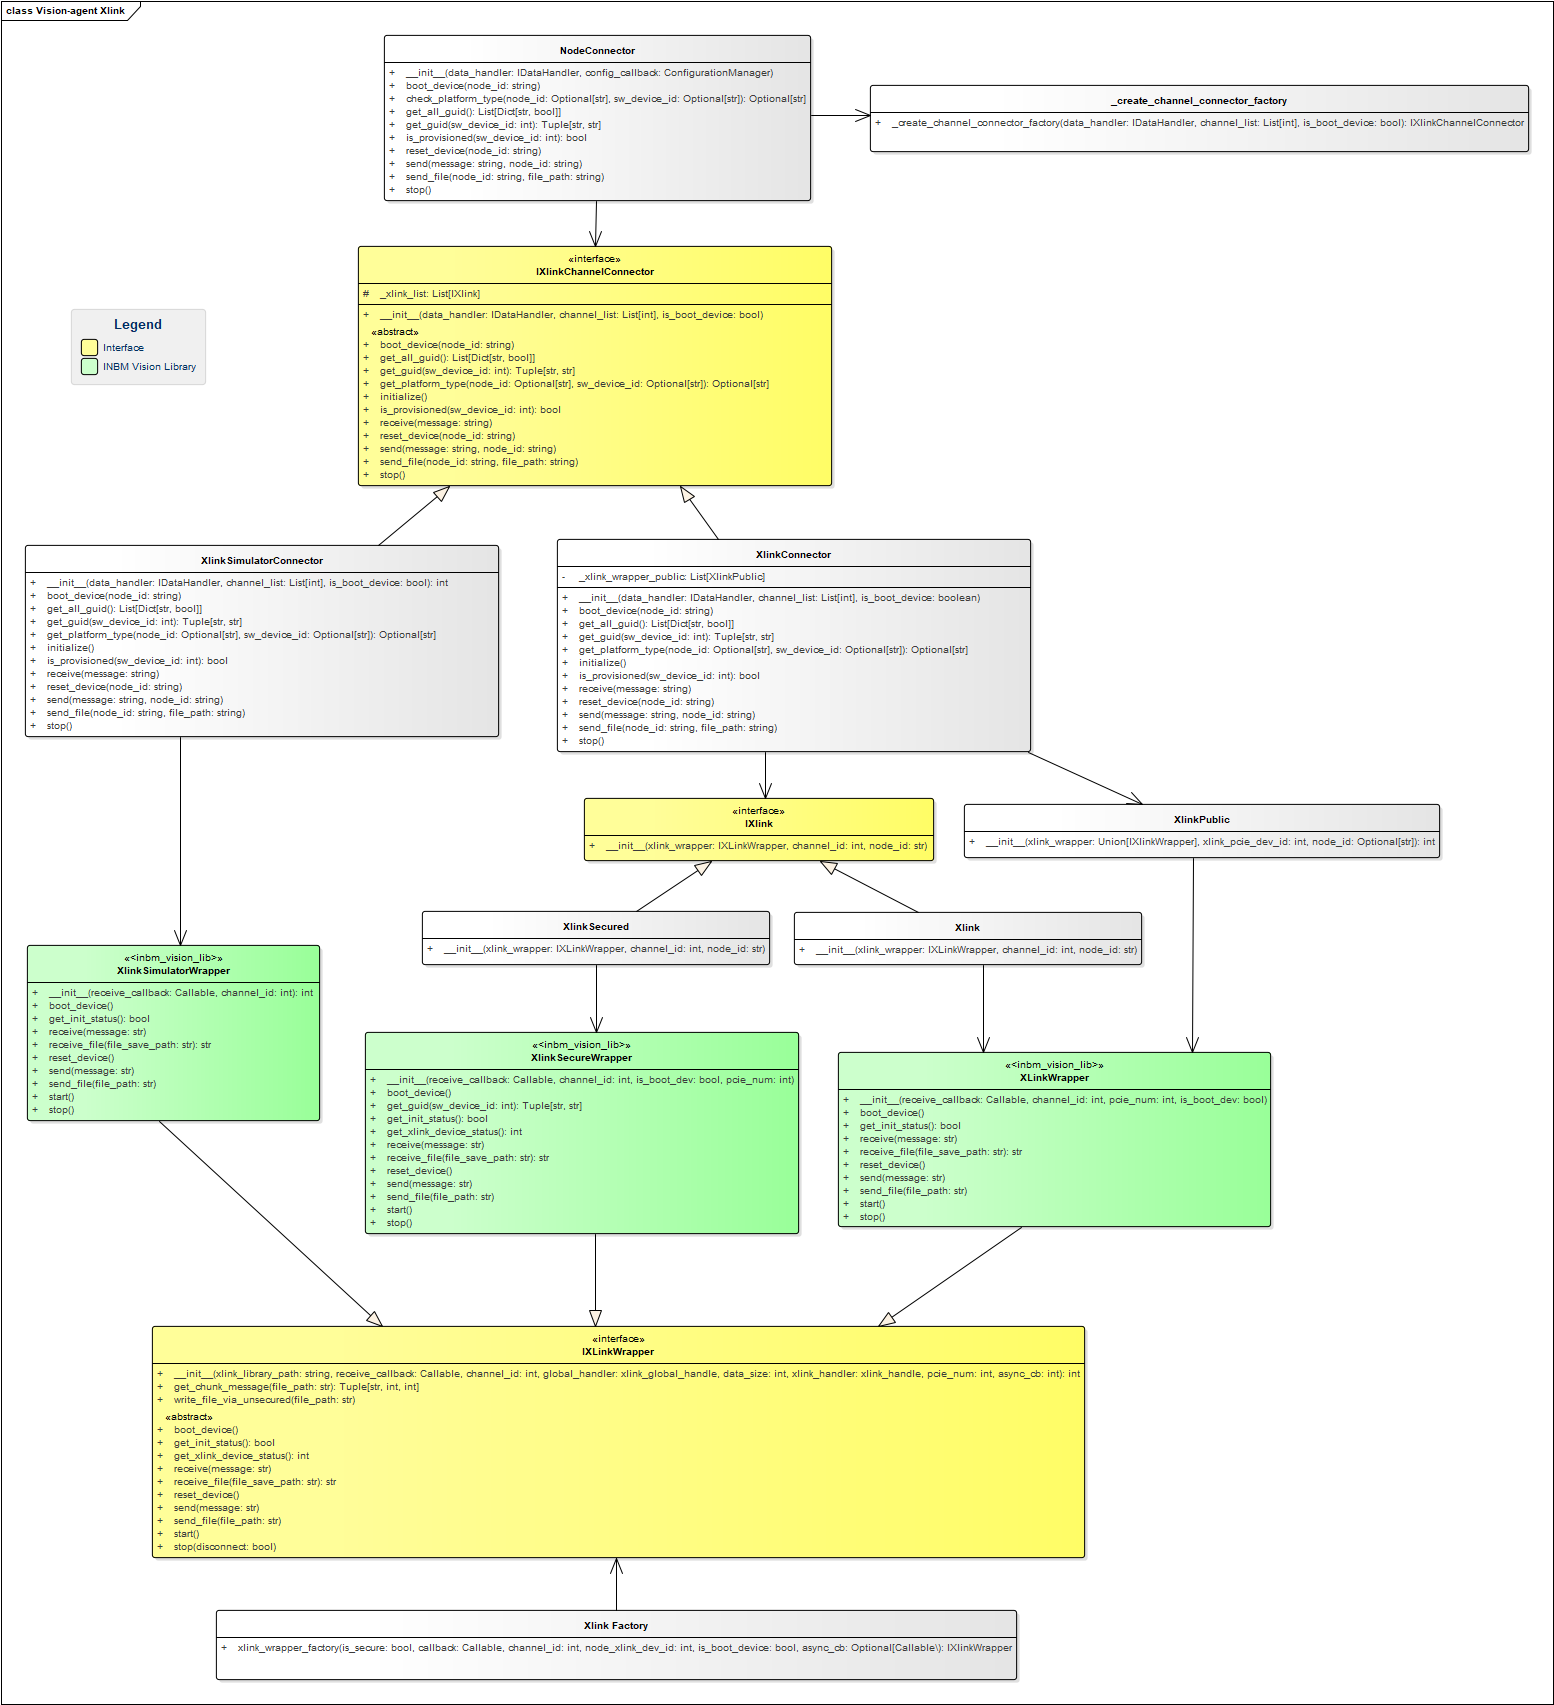 class Vision-agent Xlink
NodeConnector
+ __init__(data_handler: IDataHandler, config_callback: ConfigurationManager)
+ boot_device(node_id: string)
+ check_platform_type(node_id: Optional[str], sw_device_id: Optional[str]): Optional[str]
+ get_all_guid(): List[Dict[str, bool]]
+ get_guid(sw_device_id: int): Tuple[str, str]
+ is_provisioned(sw_device_id: int): bool
+ reset_device(node_id: string)
+ send(message: string, node_id: string)
+ send_file(node_id: string, file_path: string)
+ stop()
_create_channel_connector_factory
+ _create_channel_connector_factory(data_handler: IDataHandler, channel_list: List[int], is_boot_device: bool): IXlinkChannelConnector
«interface»
IXlinkChannelConnector
# _xlink_list: List[IXlink]
+ __init__(data_handler: IDataHandler, channel_list: List[int], is_boot_device: bool)
«abstract»
+ boot_device(node_id: string)
+ get_all_guid(): List[Dict[str, bool]]
+ get_guid(sw_device_id: int): Tuple[str, str]
+ get_platform_type(node_id: Optional[str], sw_device_id: Optional[str]): Optional[str]
+ initialize()
+ is_provisioned(sw_device_id: int): bool
+ receive(message: string)
+ reset_device(node_id: string)
+ send(message: string, node_id: string)
+ send_file(node_id: string, file_path: string)
+ stop()
Legend
Interface
INBM Vision Library
XlinkSimulatorConnector
+ __init__(data_handler: IDataHandler, channel_list: List[int], is_boot_device: bool): int
+ boot_device(node_id: string)
+ get_all_guid(): List[Dict[str, bool]]
+ get_guid(sw_device_id: int): Tuple[str, str]
+ get_platform_type(node_id: Optional[str], sw_device_id: Optional[str]): Optional[str]
+ initialize()
+ is_provisioned(sw_device_id: int): bool
+ receive(message: string)
+ reset_device(node_id: string)
+ send(message: string, node_id: string)
+ send_file(node_id: string, file_path: string)
+ stop()
XlinkConnector
- _xlink_wrapper_public: List[XlinkPublic]
+ __init__(data_handler: IDataHandler, channel_list: List[int], is_boot_device: boolean)
+ boot_device(node_id: string)
+ get_all_guid(): List[Dict[str, bool]]
+ get_guid(sw_device_id: int): Tuple[str, str]
+ get_platform_type(node_id: Optional[str], sw_device_id: Optional[str]): Optional[str]
+ initialize()
+ is_provisioned(sw_device_id: int): bool
+ receive(message: string)
+ reset_device(node_id: string)
+ send(message: string, node_id: string)
+ send_file(node_id: string, file_path: string)
+ stop()
«interface»
IXlink
+ __init__(xlink_wrapper: IXLinkWrapper, channel_id: int, node_id: str)
XlinkPublic
+ __init__(xlink_wrapper: Union[IXlinkWrapper], xlink_pcie_dev_id: int, node_id: Optional[str]): int
XlinkSecured
+ __init__(xlink_wrapper: IXLinkWrapper, channel_id: int, node_id: str)
Xlink
+ __init__(xlink_wrapper: IXLinkWrapper, channel_id: int, node_id: str)
«<inbm_vision_lib>»
XlinkSimulatorWrapper
+ __init__(receive_callback: Callable, channel_id: int): int
+ boot_device()
+ get_init_status(): bool
+ receive(message: str)
+ receive_file(file_save_path: str): str
+ reset_device()
+ send(message: str)
+ send_file(file_path: str)
+ start()
+ stop()
«<inbm_vision_lib>»
XlinkSecureWrapper
+ __init__(receive_callback: Callable, channel_id: int, is_boot_dev: bool, pcie_num: int)
+ boot_device()
+ get_guid(sw_device_id: int): Tuple[str, str]
+ get_init_status(): bool
+ get_xlink_device_status(): int
+ receive(message: str)
+ receive_file(file_save_path: str): str
+ reset_device()
+ send(message: str)
+ send_file(file_path: str)
+ start()
+ stop()
«<inbm_vision_lib>»
XLinkWrapper
+ __init__(receive_callback: Callable, channel_id: int, pcie_num: int, is_boot_dev: bool)
+ boot_device()
+ get_init_status(): bool
+ receive(message: str)
+ receive_file(file_save_path: str): str
+ reset_device()
+ send(message: str)
+ send_file(file_path: str)
+ start()
+ stop()
«interface»
IXLinkWrapper
+ __init__(xlink_library_path: string, receive_callback: Callable, channel_id: int, global_handler: xlink_global_handle, data_size: int, xlink_handler: xlink_handle, pcie_num: int, async_cb: int): int
+ get_chunk_message(file_path: str): Tuple[str, int, int]
+ write_file_via_unsecured(file_path: str)
«abstract»
+ boot_device()
+ get_init_status(): bool
+ get_xlink_device_status(): int
+ receive(message: str)
+ receive_file(file_save_path: str): str
+ reset_device()
+ send(message: str)
+ send_file(file_path: str)
+ start()
+ stop(disconnect: bool)
Xlink Factory
+ xlink_wrapper_factory(is_secure: bool, callback: Callable, channel_id: int, node_xlink_dev_id: int, is_boot_device: bool, async_cb: Optional[Callable\): IXlinkWrapper